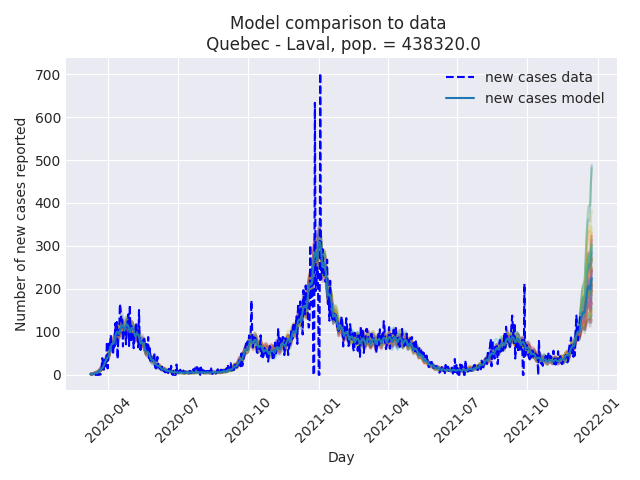 Model comparison to data
Quebec - Laval, pop. = 438320.0
new cases data
new cases model
Number of new cases reported
700
600
500
400
300
200
100
0
2020-04
2020-07
2020-10
2021-01
2021-04
2021-07
2021-10
2022-01
Day